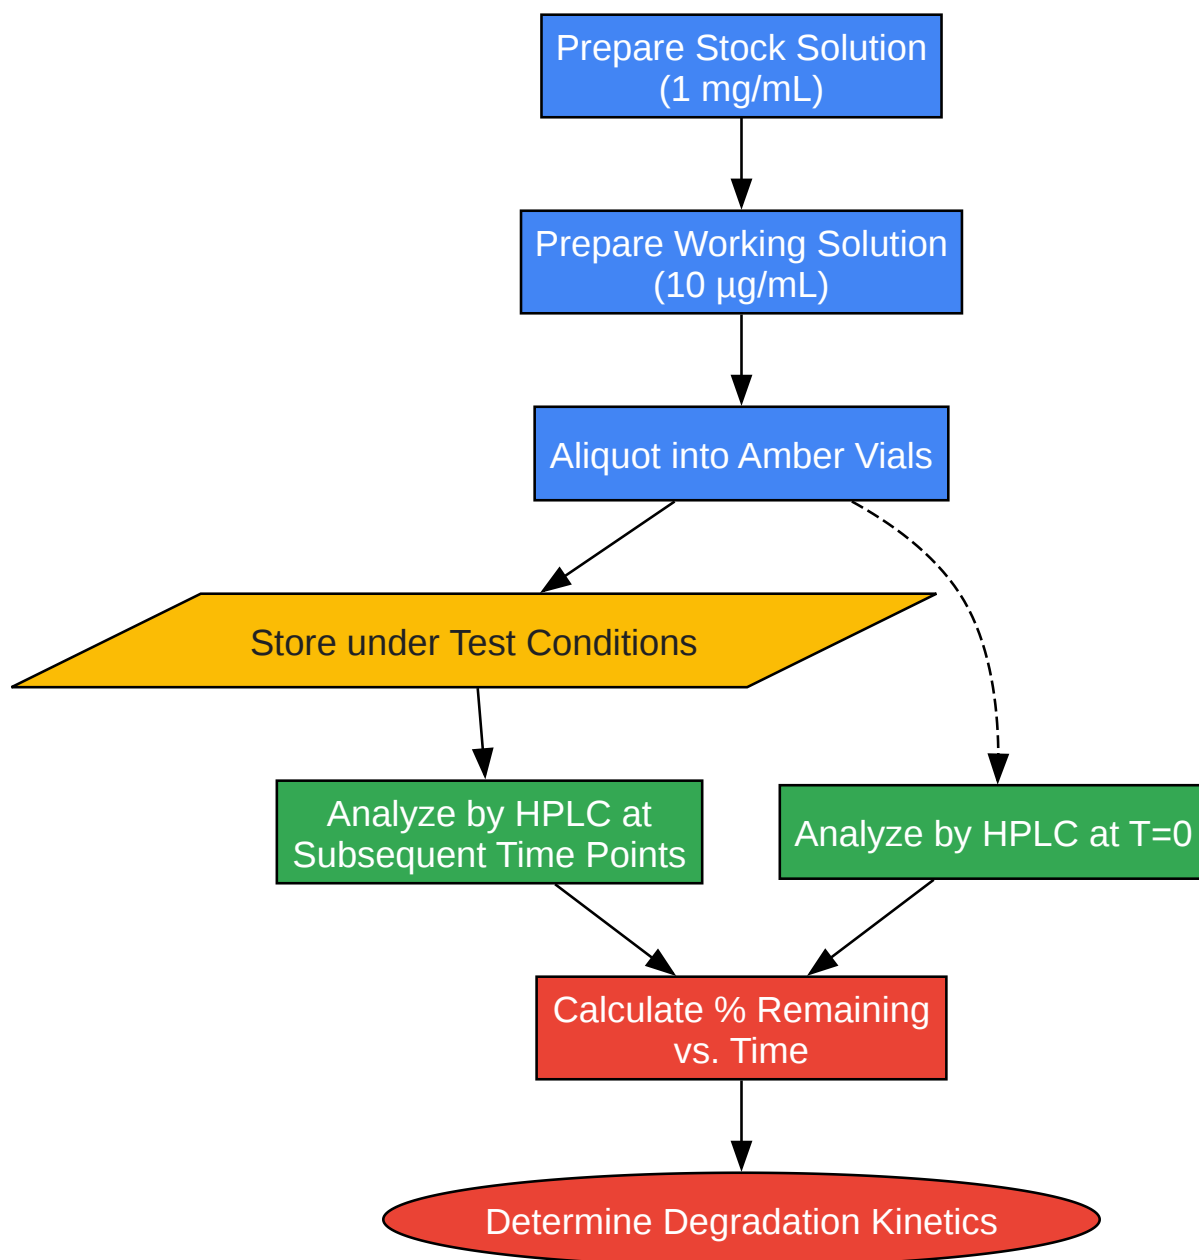 Prepare Stock Solution
(1 mg/mL)
Prepare Working Solution
(10 µg/mL)
Aliquot into Amber Vials
Store under Test Conditions
Analyze by HPLC at
Subsequent Time Points
Analyze by HPLC at T=0
Calculate % Remaining
vs. Time
Determine Degradation Kinetics